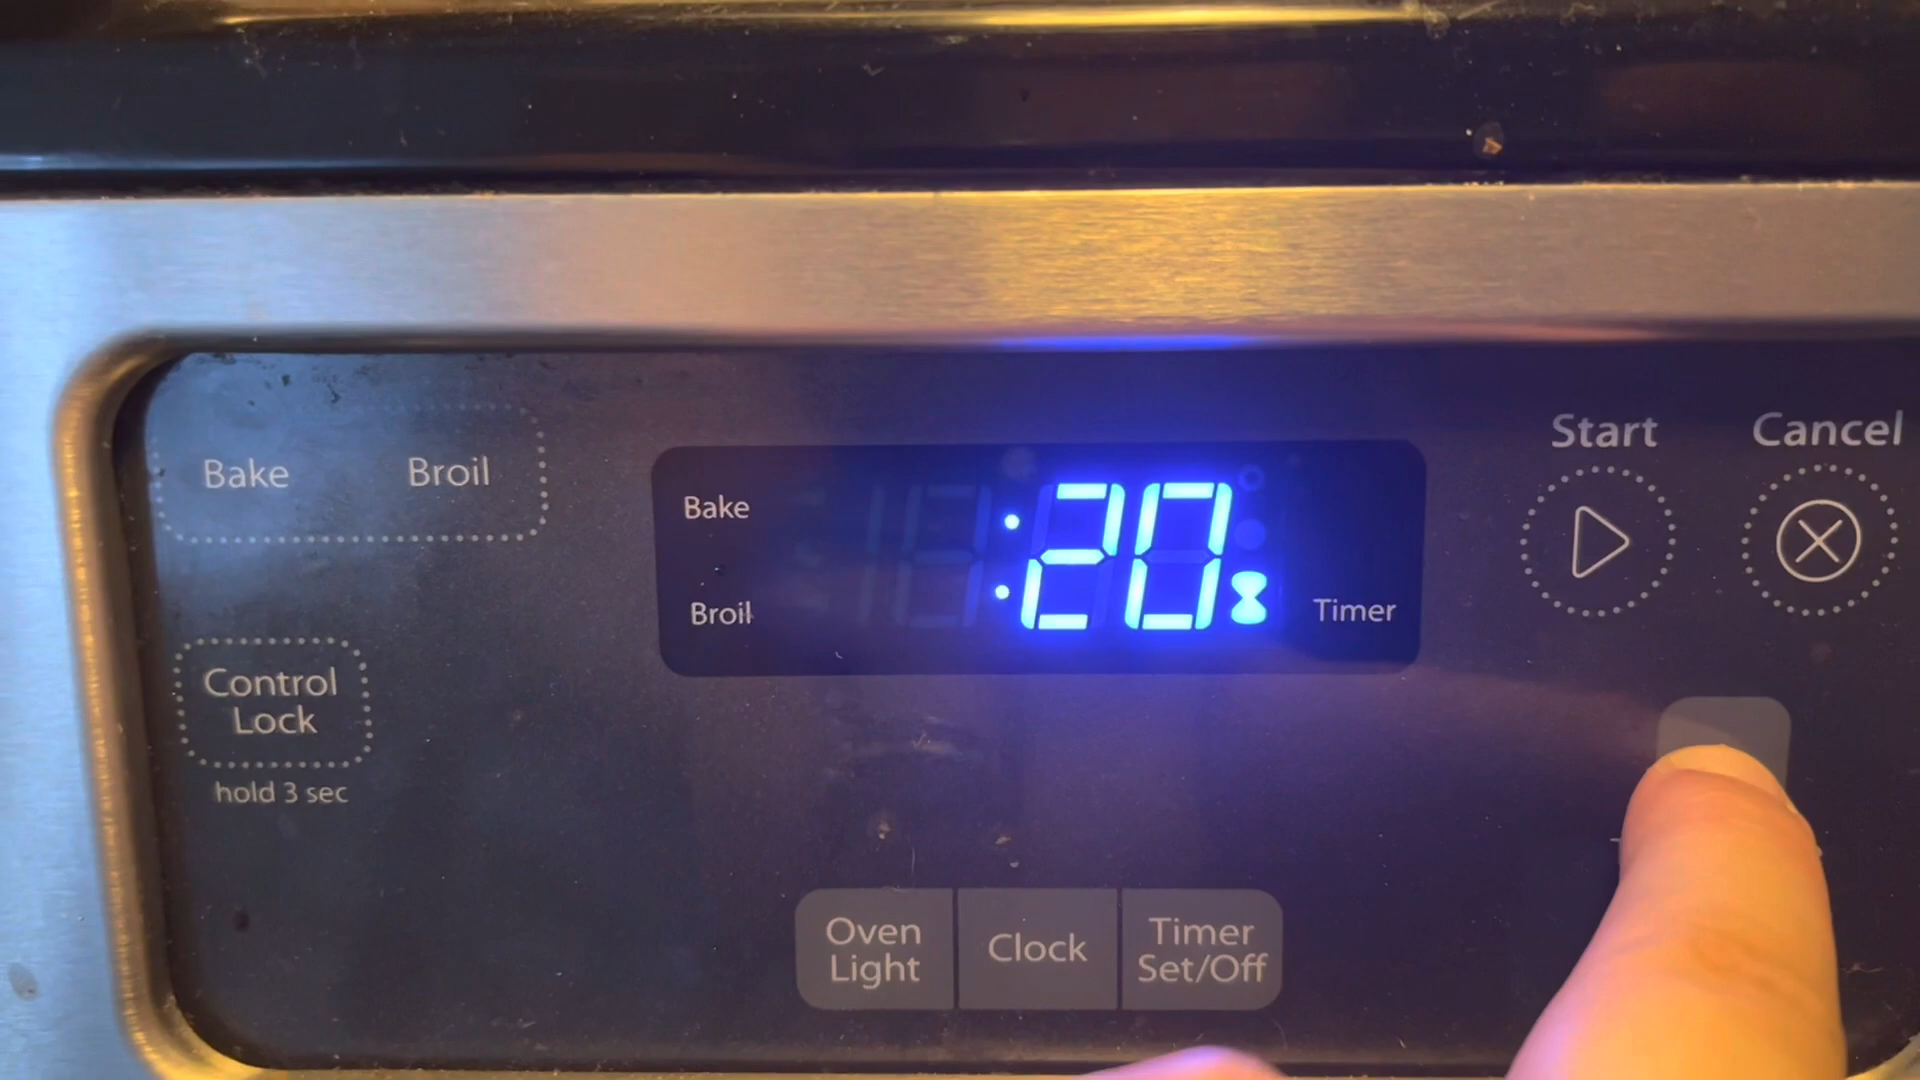 Start
Cancel
Bake
Broil
Bake
:20
Broil
Timer
Control
Lock
hold 3 sec
Oven
Light
Clock
Timer
Set/Off